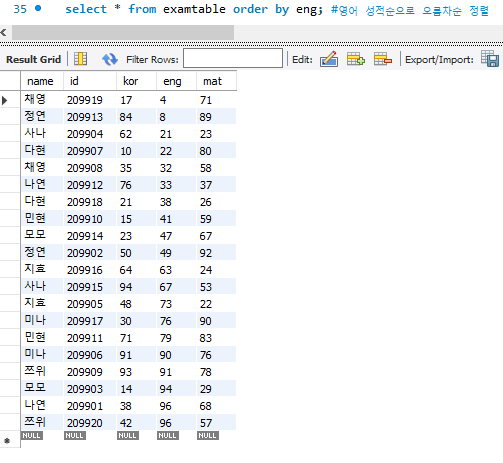 35 select * from examtable order by eng; #영어 성적순으로 오름차순 정렬
Result Grid Filter Rows: Edit: Export/Import:
name id kor eng mat
채영 209919 17 4 71
정연 209913 84 8 89
사나 209904 62 21 23
다현 209907 10 22 80
채영 209908 35 32 58
나연 209912 76 33 37
다현 209918 21 38 26
민현 209910 15 41 59
모모 209914 23 47 67
정연 209902 50 49 92
지효 209916 64 63 24
사나 209915 94 67 53
지효 209905 48 73 22
미나 209917 30 76 90
민현 209911 71 79 83
미나 209906 91 90 76
쯔위 209909 93 91 78
모모 209903 14 94 29
나연 209901 38 96 68
쯔위 209920 42 96 57
NULL NULL NULL NULL NULL